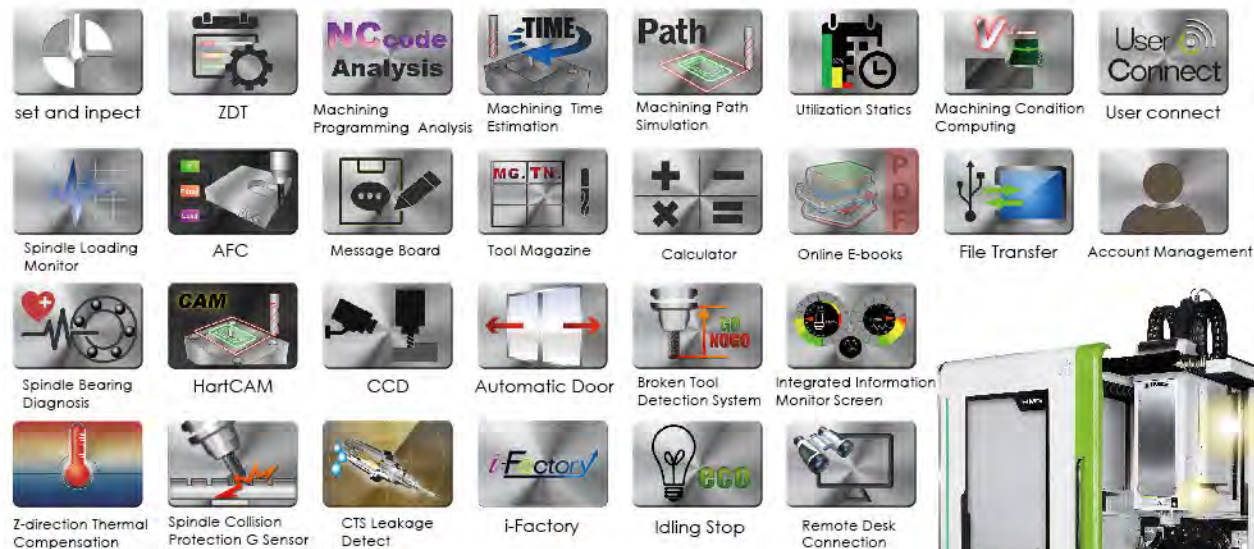 NC code
Analysis
TIME
Path
V
User
Connect
set and inpect
ZDT
Machining
Programming Analysis
Machining Time
Estimation
Machining Path
Simulation
Utilization Statics
Machining Condition
Computing
User connect
MG. TN.
PDF
Spindle Loading
Monitor
AFC
Message Board
Tool Magazine
Calculator
Online E-books
File Transfer
Account Management
CAM
GO
NOGO
Spindle Bearing
Diagnosis
HartCAM
CCD
Automatic Door
Broken Tool
Detection System
Integrated Information
Monitor Screen
i-Factory
eco
Z-direction Thermal
Compensation
Spindle Collision
Protection G Sensor
CTS Leakage
Detect
i-Factory
Idling Stop
Remote Desk
Connection